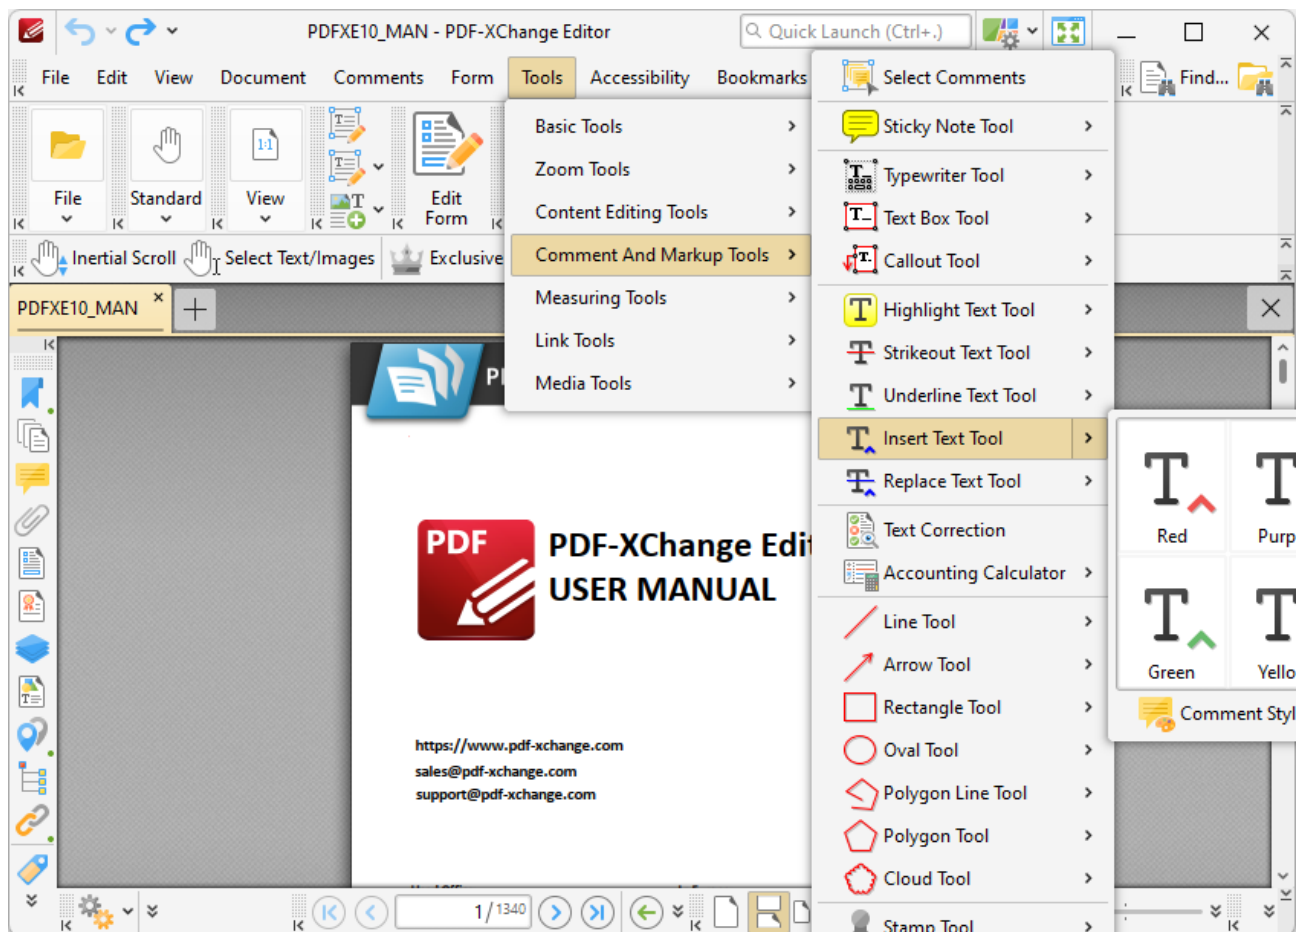 PDFXE10_MAN - PDF-XChange Editor
Quick Launch (Ctrl+.)
File Edit View Document Comments Form Tools Accessibility Bookmarks
Find...
File
Standard
1:1
View
Edit Form
Inertial Scroll
Select Text/Images
Exclusive
PDFXE10_MAN
Basic Tools
Zoom Tools
Content Editing Tools
Comment And Markup Tools
Measuring Tools
Link Tools
Media Tools
Select Comments
Sticky Note Tool
Typewriter Tool
Text Box Tool
Callout Tool
Highlight Text Tool
Strikeout Text Tool
Underline Text Tool
Insert Text Tool
Replace Text Tool
Text Correction
Accounting Calculator
Line Tool
Arrow Tool
Rectangle Tool
Oval Tool
Polygon Line Tool
Polygon Tool
Cloud Tool
Stamp Tool
Red
Purp
Green
Yello
Comment Styl
PDF
PDF-XChange Edit
USER MANUAL
https://www.pdf-xchange.com
sales@pdf-xchange.com
support@pdf-xchange.com
1/1340